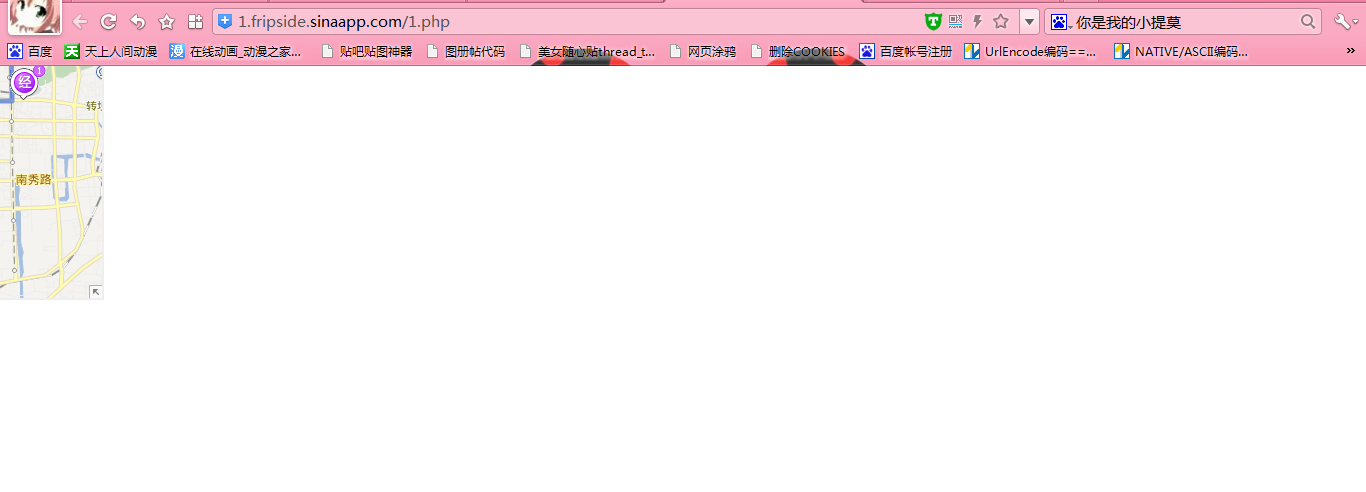 1.fripside.sinaapp.com/1.php 你是我的小提莫
百度 天上人间动漫 在线动画_动漫之家... 贴吧贴图神器 图册帖代码 美女随心贴thread_t... 网页涂鸦 删除COOKIES 百度帐号注册 UrlEncode编码==... NATIVE/ASCII编码... »
经 1
南秀路